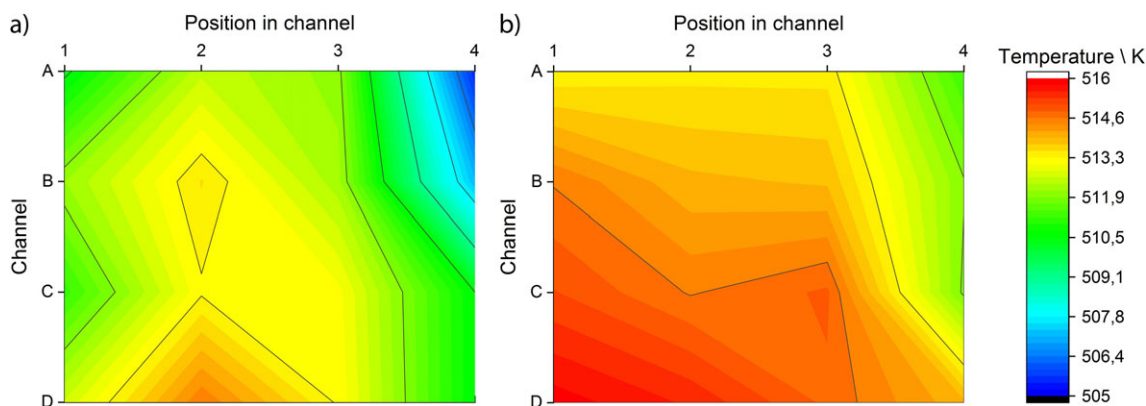 a)
Position in channel
1 2 3 4
Channel
A
B
C
D
b)
Position in channel
1 2 3 4
Channel
A
B
C
D
Temperature \ K
516
514,6
513,3
511,9
510,5
509,1
507,8
506,4
505